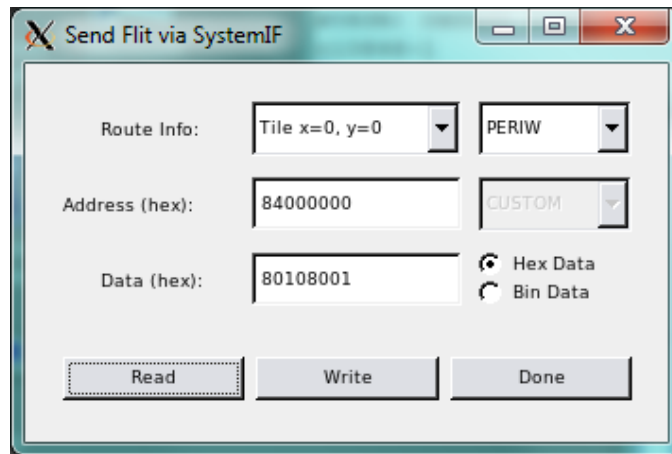 Send Flit via SystemIF
Route Info: Tile x=0, y=0 PERIW
Address (hex): 84000000 CUSTOM
Data (hex): 80108001 Hex Data
Bin Data
Read Write Done